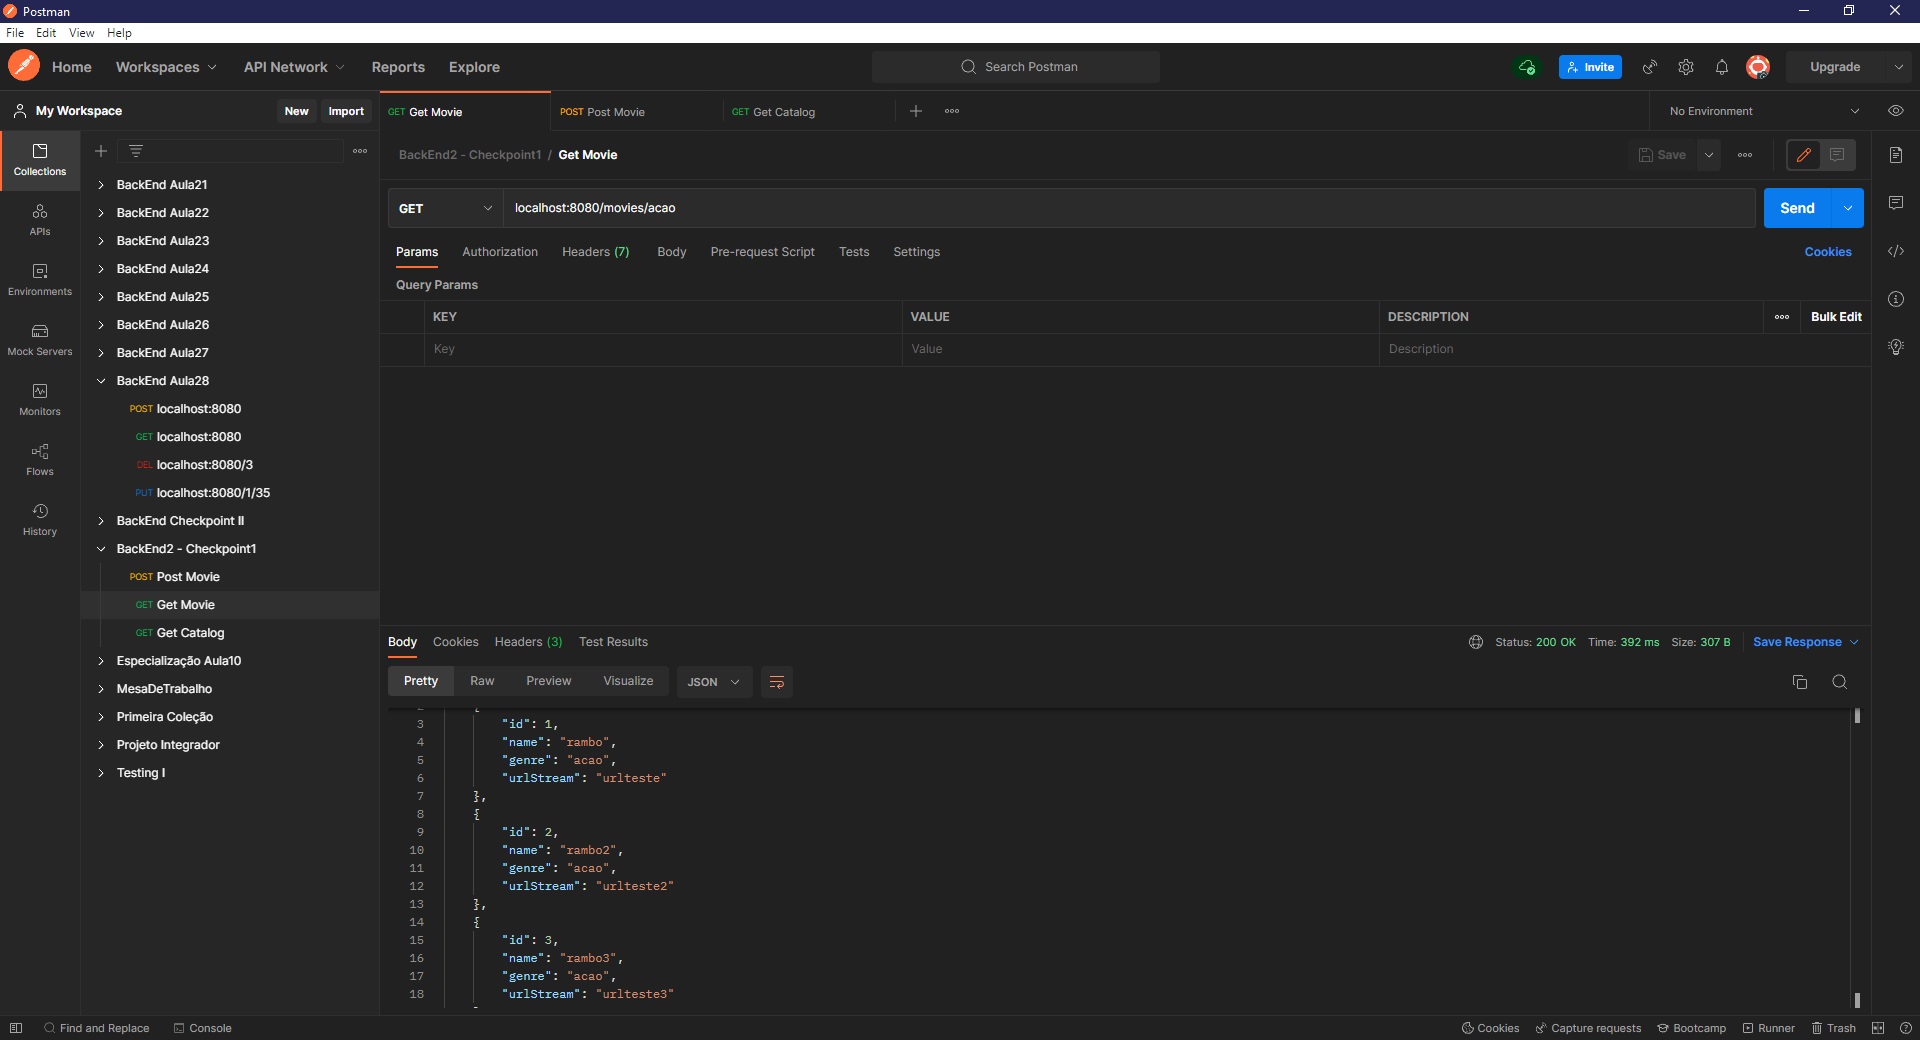 Postman
File Edit View Help
Home Workspaces API Network Reports Explore Search Postman Invite Upgrade
My Workspace New Import GET Get Movie POST Post Movie GET Get Catalog No Environment
BackEnd2 - Checkpoint1 / Get Movie Save
Collections
APIs
Environments
Mock Servers
Monitors
Flows
History
BackEnd Aula21
BackEnd Aula22
BackEnd Aula23
BackEnd Aula24
BackEnd Aula25
BackEnd Aula26
BackEnd Aula27
BackEnd Aula28
POST localhost:8080
GET localhost:8080
DEL localhost:8080/3
PUT localhost:8080/1/35
BackEnd Checkpoint II
BackEnd2 - Checkpoint1
POST Post Movie
GET Get Movie
GET Get Catalog
Especialização Aula10
MesaDeTrabalho
Primeira Coleção
Projeto Integrador
Testing I
GET localhost:8080/movies/acao Send
Params Authorization Headers (7) Body Pre-request Script Tests Settings Cookies
Query Params
KEY VALUE DESCRIPTION Bulk Edit
Key Value Description
Body Cookies Headers (3) Test Results Status: 200 OK Time: 392 ms Size: 307 B Save Response
Pretty Raw Preview Visualize JSON
3 "id": 1,
4 "name": "rambo",
5 "genre": "acao",
6 "urlStream": "urlteste"
7 },
8 {
9 "id": 2,
10 "name": "rambo2",
11 "genre": "acao",
12 "urlStream": "urlteste2"
13 },
14 {
15 "id": 3,
16 "name": "rambo3",
17 "genre": "acao",
18 "urlStream": "urlteste3"
Find and Replace Console Cookies Capture requests Bootcamp Runner Trash